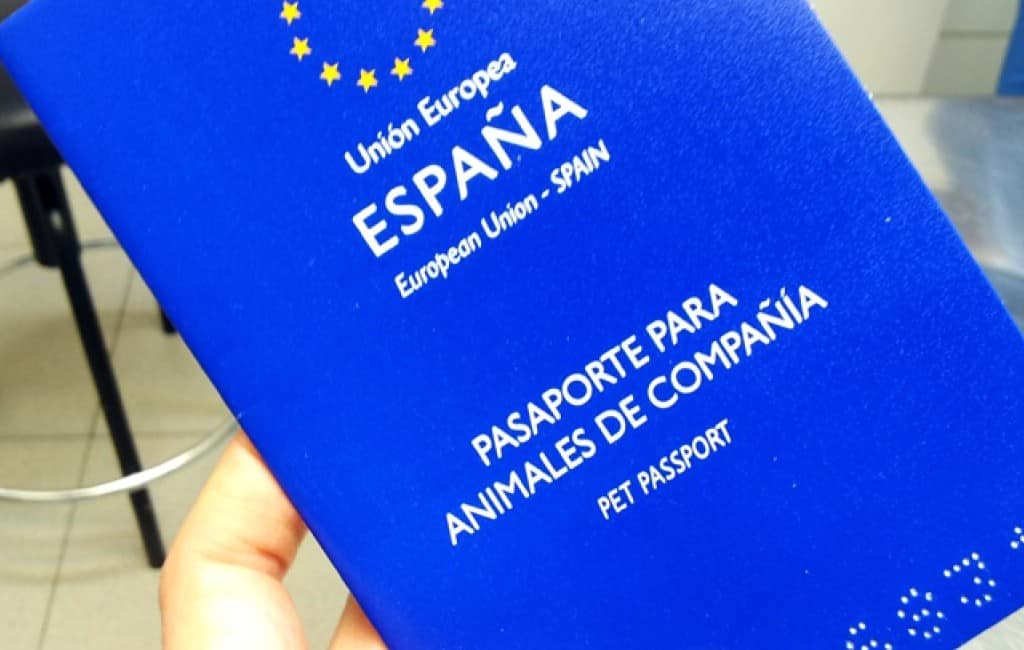 Unión Europea
ESPAÑA
European Union - SPAIN
PASAPORTE PARA
ANIMALES DE COMPAÑÍA
PET PASSPORT